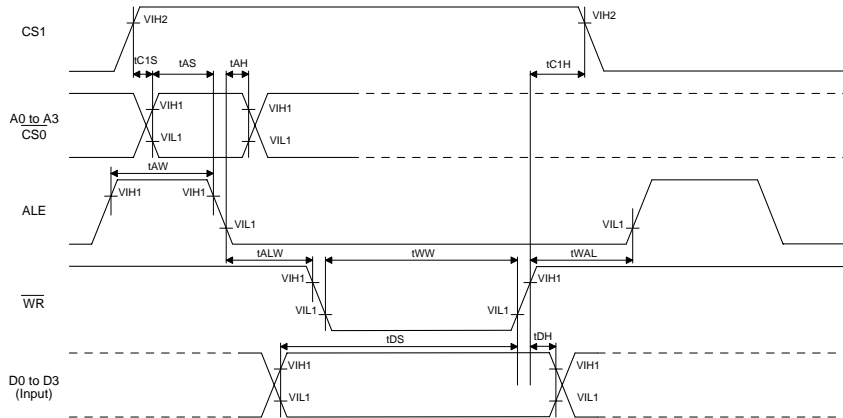 CS1
VIH2
VIH2
tC1S
tAS
tAH
tC1H
A0 to A3
CS0
VIH1
VIH1
VIL1
VIL1
tAW
ALE
VIH1
VIH1
VIL1
VIL1
tALW
tWW
tWAL
WR
VIH1
VIH1
VIL1
VIL1
tDS
tDH
D0 to D3
(Input)
VIH1
VIH1
VIL1
VIL1